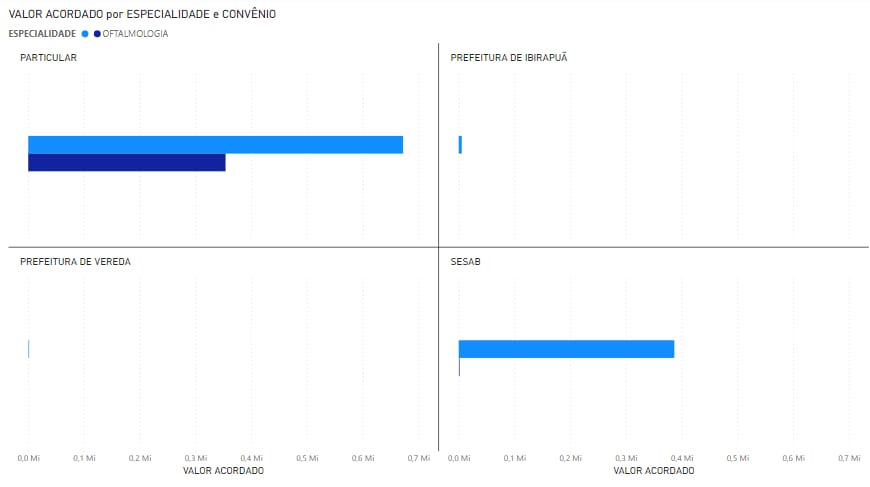 VALOR ACORDADO por ESPECIALIDADE e CONVÊNIO
ESPECIALIDADE OFTALMOLOGIA
PARTICULAR
PREFEITURA DE IBIRAPUÃ
PREFEITURA DE VEREDA
SESAB
0,0 Mi 0,1 Mi 0,2 Mi 0,3 Mi 0,4 Mi 0,5 Mi 0,6 Mi 0,7 Mi
VALOR ACORDADO
0,0 Mi 0,1 Mi 0,2 Mi 0,3 Mi 0,4 Mi 0,5 Mi 0,6 Mi 0,7 Mi
VALOR ACORDADO